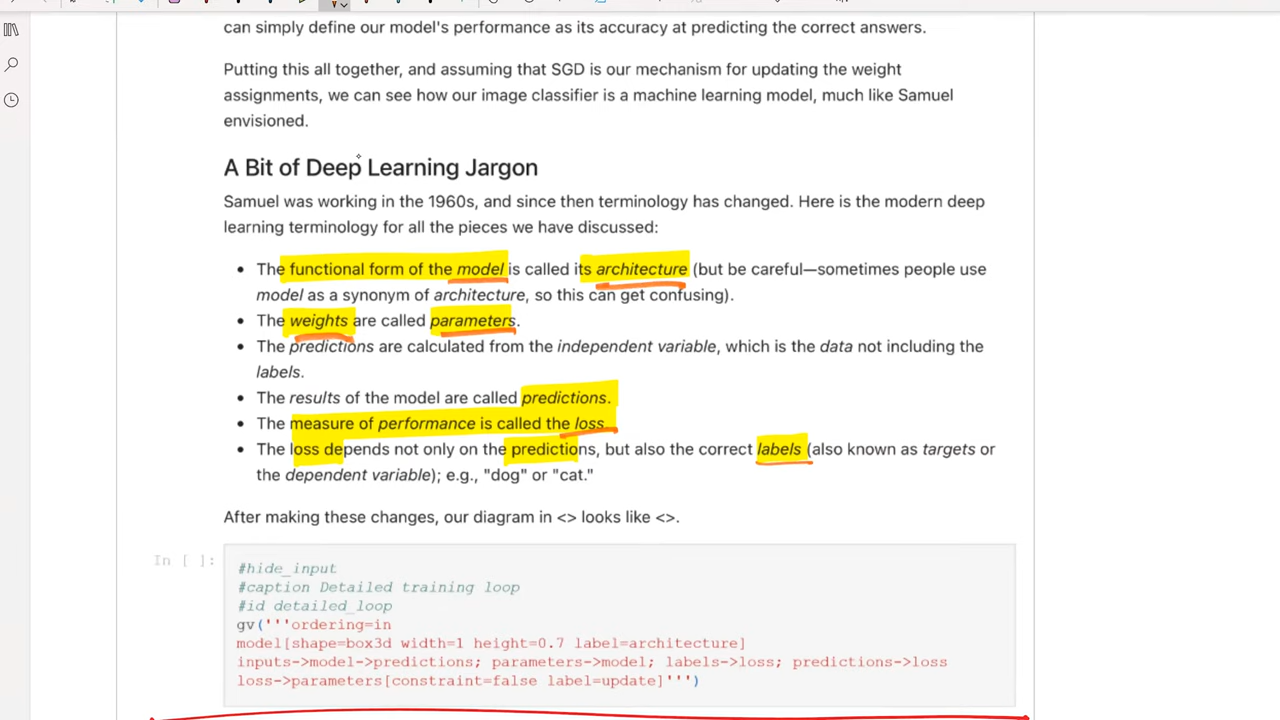 can simply define our model's performance as its accuracy at predicting the correct answers.
Putting this all together, and assuming that SGD is our mechanism for updating the weight
assignments, we can see how our image classifier is a machine learning model, much like Samuel
envisioned.
A Bit of Deep Learning Jargon
Samuel was working in the 1960s, and since then terminology has changed. Here is the modern deep
learning terminology for all the pieces we have discussed:
• The functional form of the model is called its architecture (but be careful—sometimes people use
model as a synonym of architecture, so this can get confusing).
• The weights are called parameters.
• The predictions are calculated from the independent variable, which is the data not including the
labels.
• The results of the model are called predictions.
• The measure of performance is called the loss
• The loss depends not only on the predictions, but also the correct labels (also known as targets or
the dependent variable); e.g., "dog" or "cat."
After making these changes, our diagram in <> looks like <>.
In [ ]:
#hide_input
#caption Detailed training loop
#id detailed_loop
gv('''ordering=in
model[shape=box3d width=1 height=0.7 label=architecture]
inputs->model->predictions; parameters->model; labels->loss; predictions->loss
loss->parameters[constraint=false label=update]''')